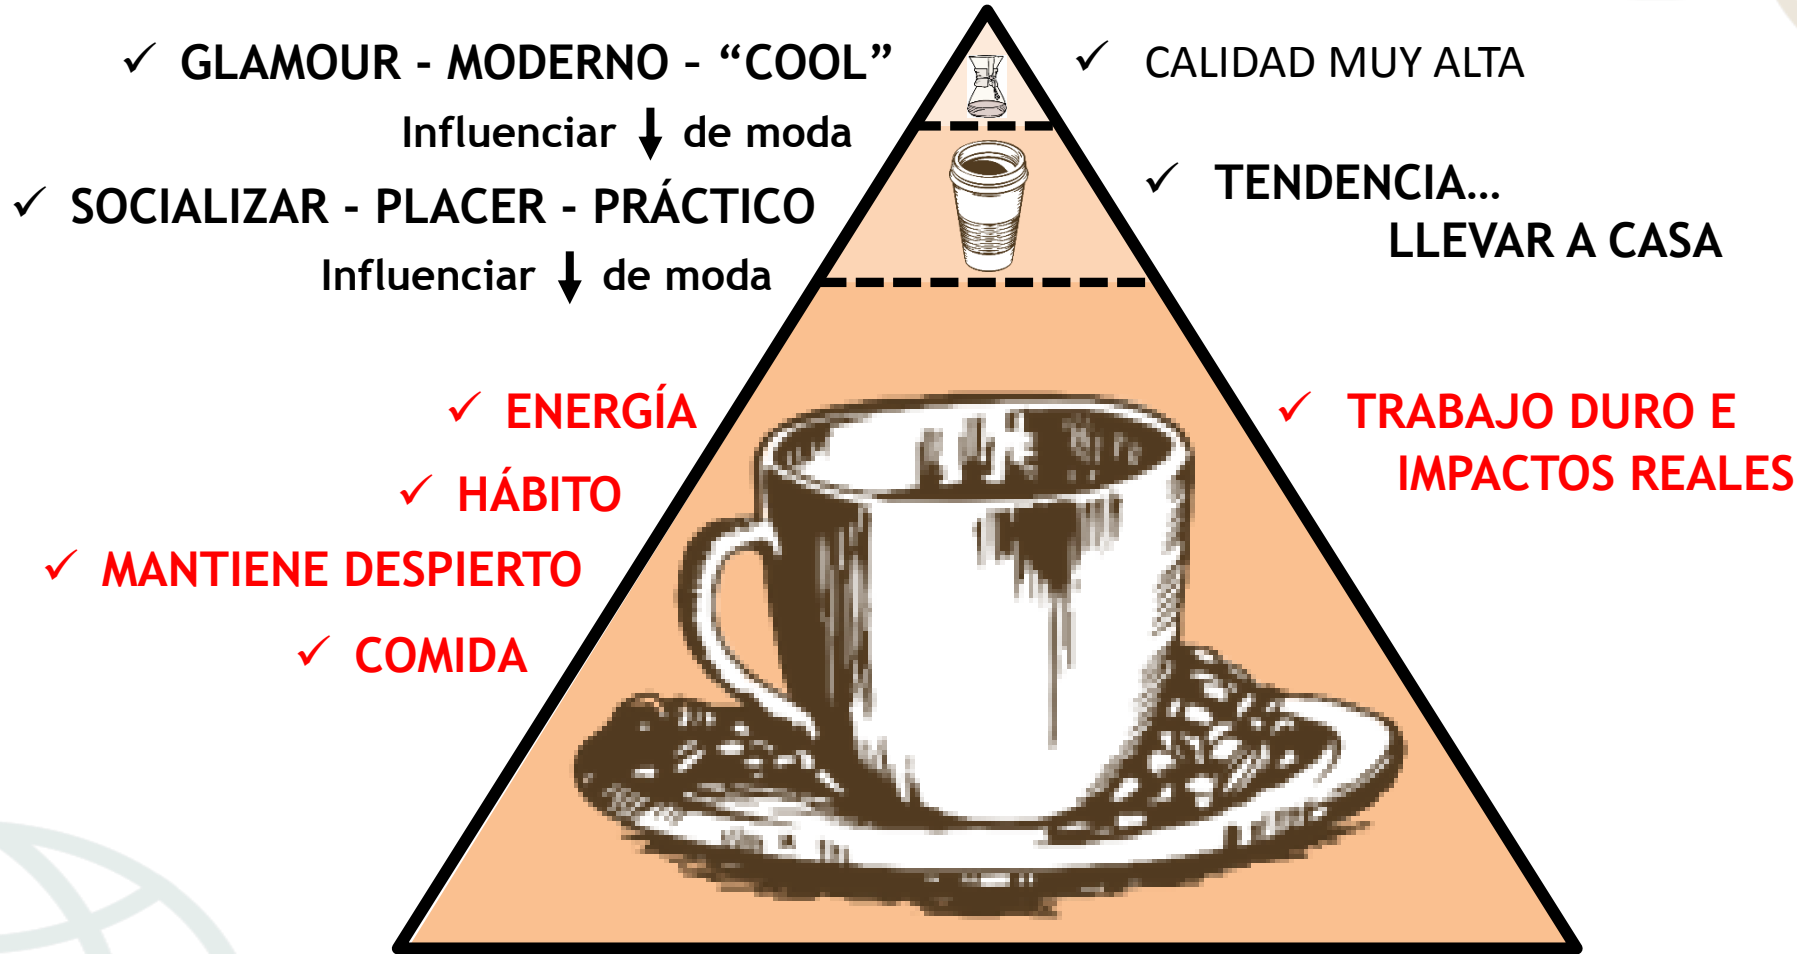 ✓ GLAMOUR - MODERNO – “COOL”
✓ CALIDAD MUY ALTA
Influenciar ⬇ de moda
✓ TENDENCIA…
LLEVAR A CASA
✓ SOCIALIZAR - PLACER - PRÁCTICO
Influenciar ⬇ de moda
✓ ENERGÍA
✓ TRABAJO DURO E
IMPACTOS REALES
✓ HÁBITO
✓ MANTIENE DESPIERTO
✓ COMIDA